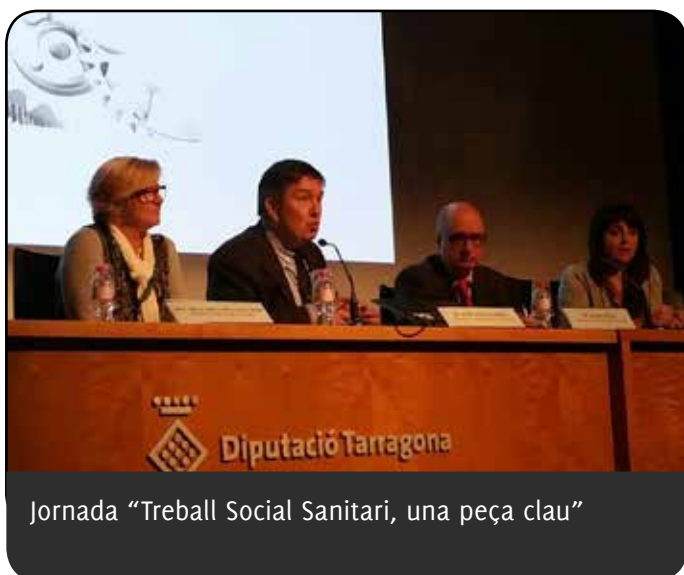 Diputació Tarragona
Jornada “Treball Social Sanitari, una peça clau”